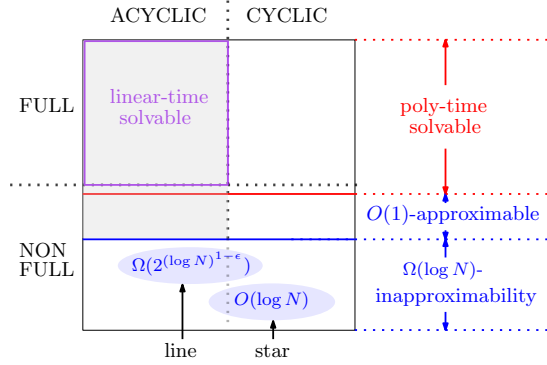 ACYCLIC CYCLIC
FULL
linear-time
solvable
poly-time
solvable
O(1)-approximable
NON
FULL
Ω(2^{(log N)^{1−ϵ}})
O(log N)
Ω(log N)-
inapproximability
line star